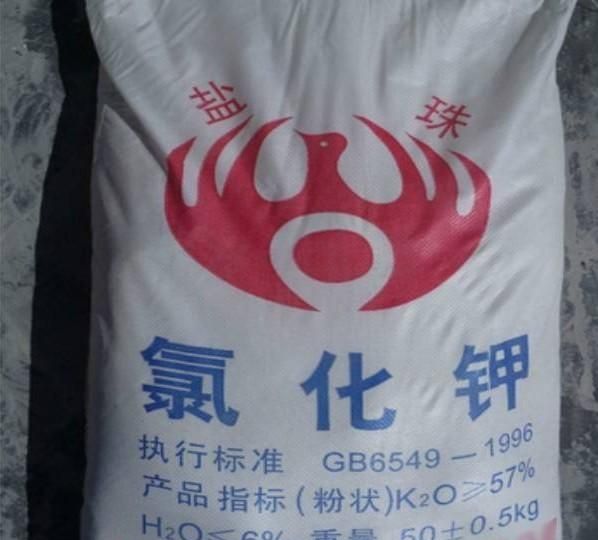 盐 珠
氯化钾
执行标准 GB6549—1996
产品指标(粉状)K₂O≥57%
H₂O≤6% 重量 50±0.5kg